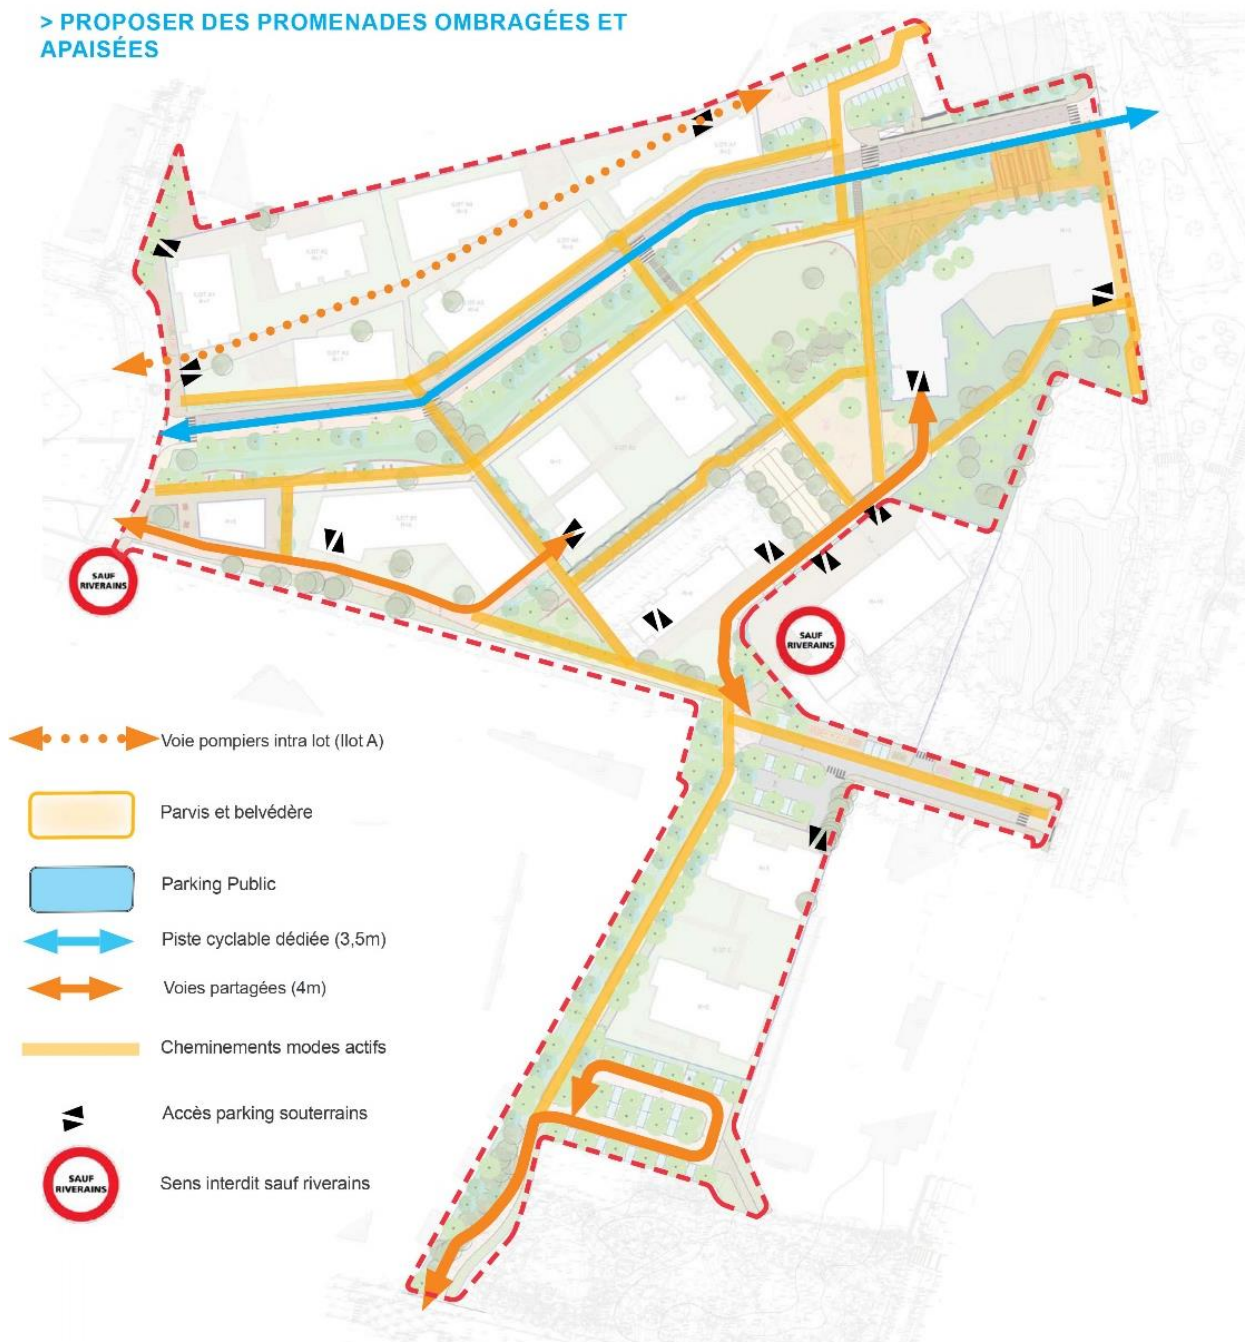 > PROPOSER DES PROMENADES OMBRAGÉES ET
APAISÉES
SAUF
RIVERAINS
SAUF
RIVERAINS
Voie pompiers intra lot (Ilot A)
Parvis et belvédère
Parking Public
Piste cyclable dédiée (3,5m)
Voies partagées (4m)
Cheminements modes actifs
Accès parking souterrains
SAUF
RIVERAINS
Sens interdit sauf riverains